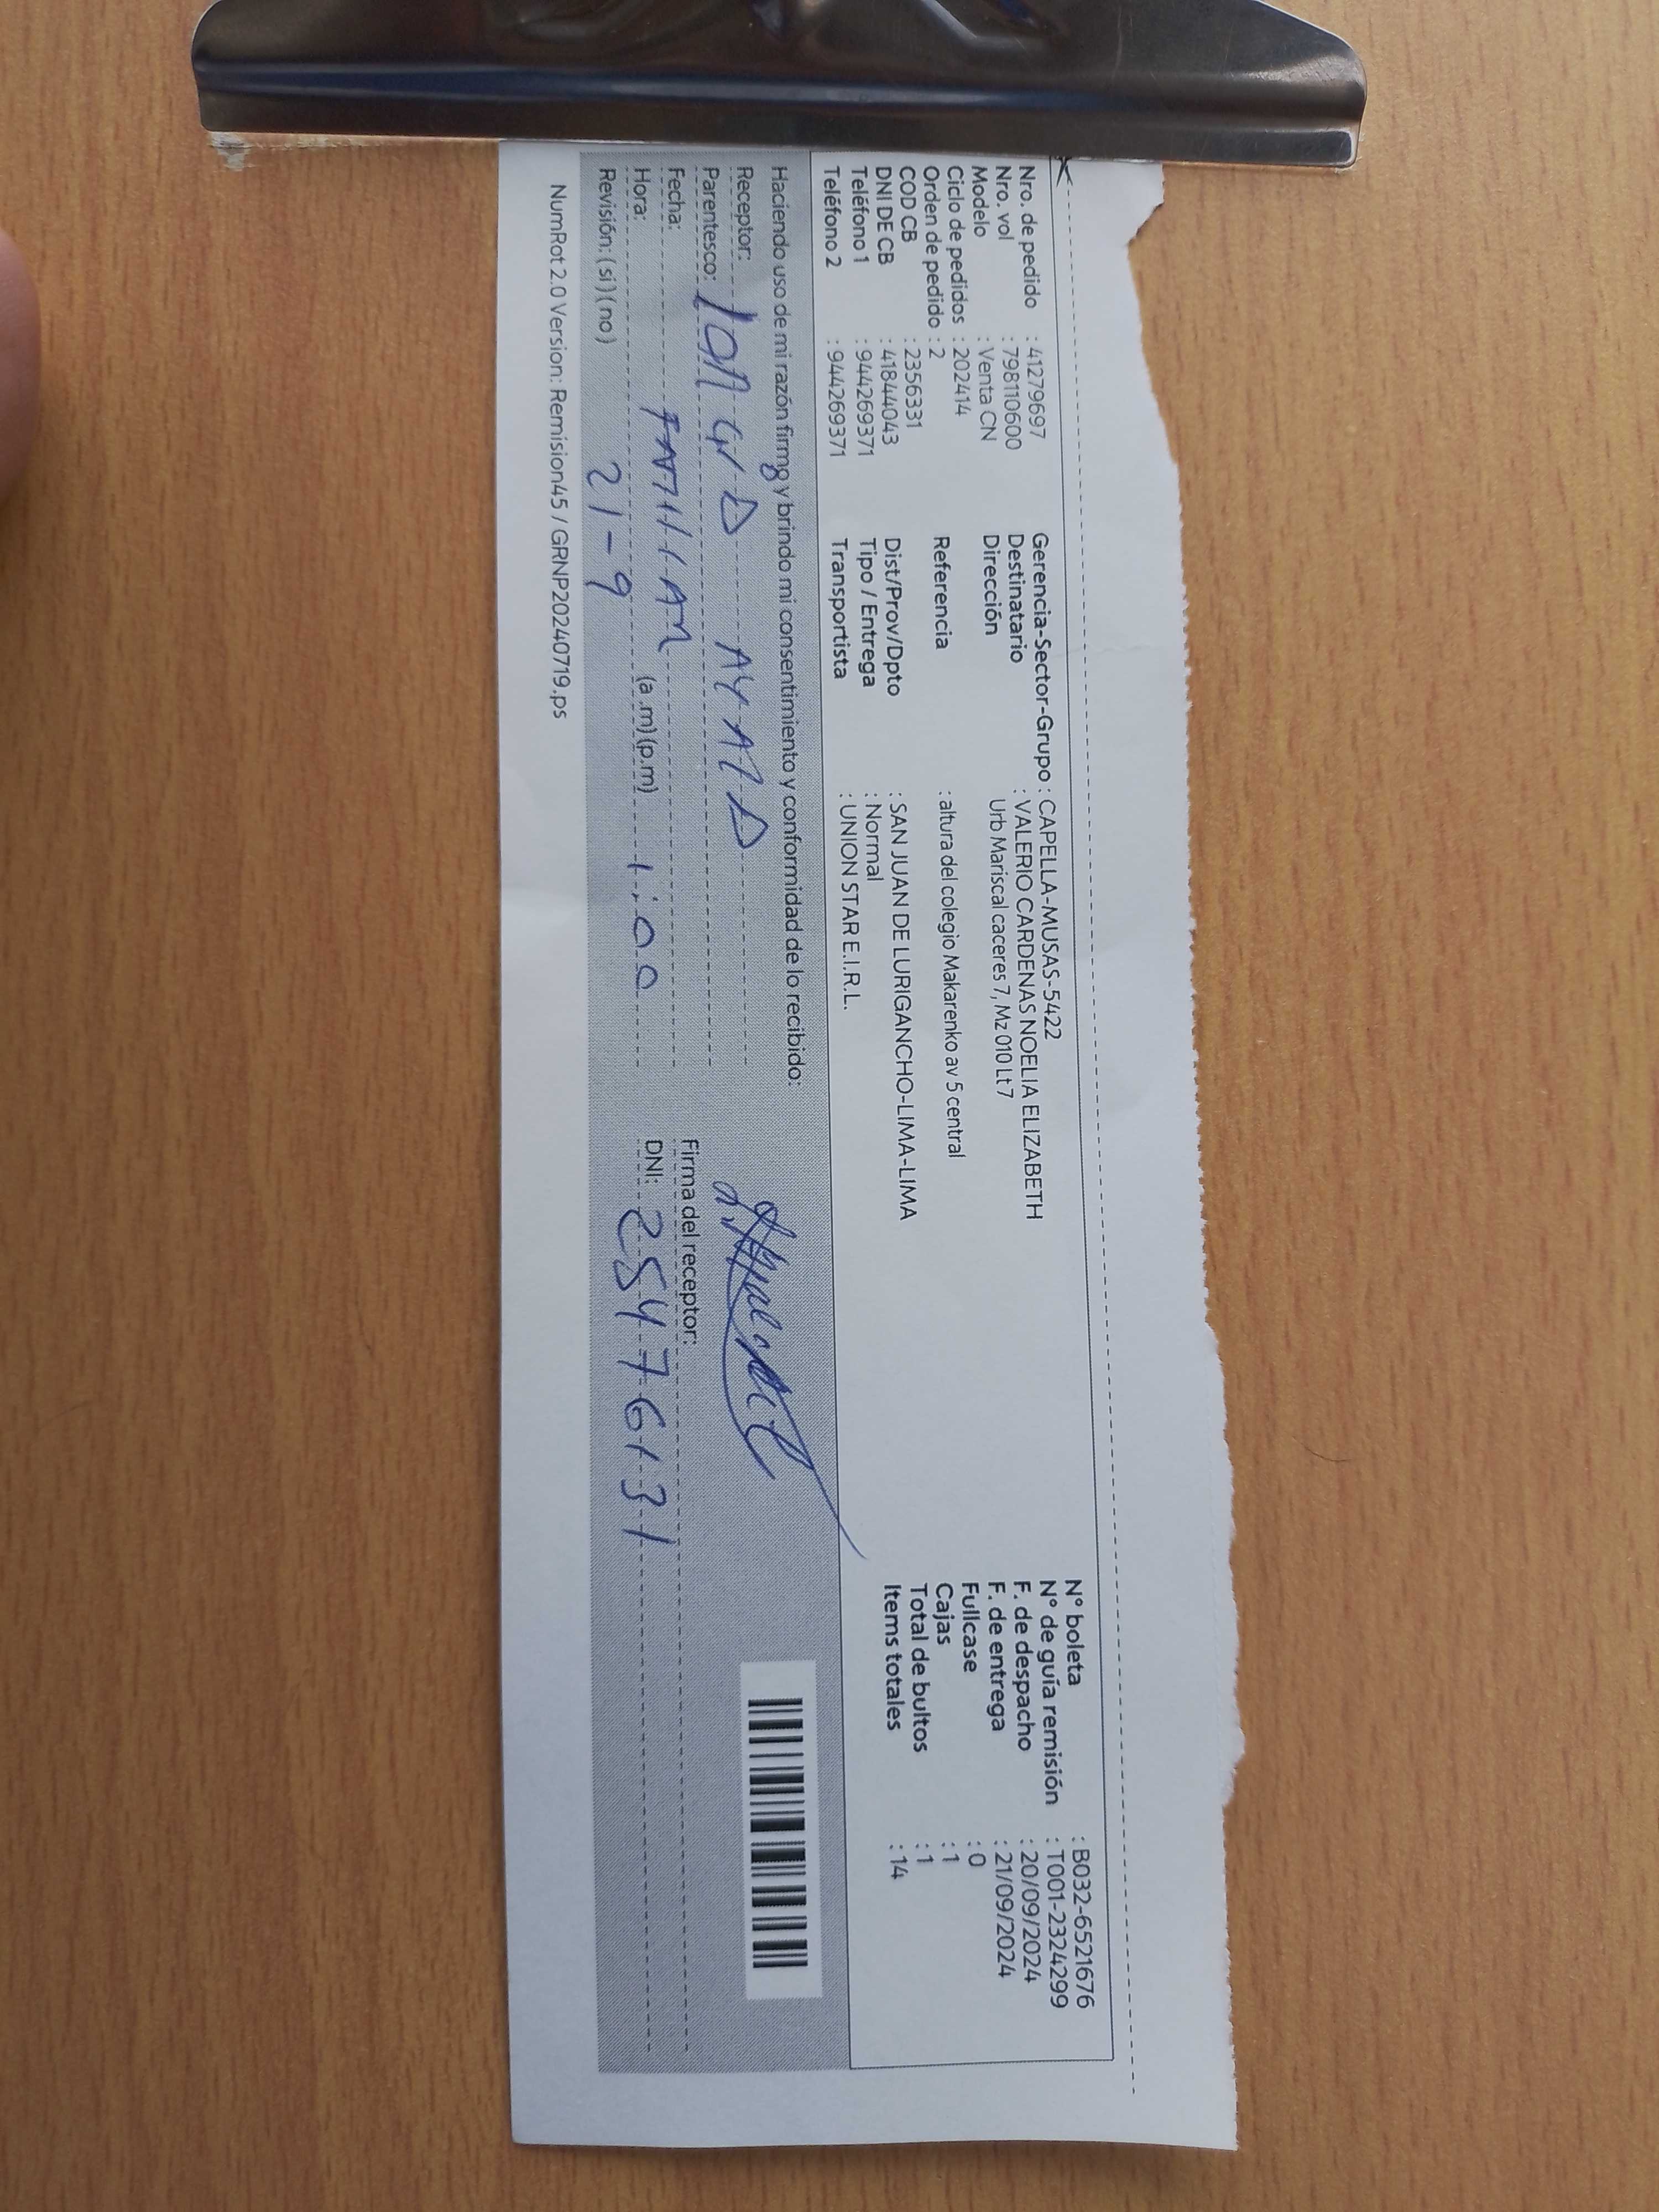 Nro. de pedido : 41279697
Nro. vol : 798110600
Modelo : Venta CN
Ciclo de pedidos : 202414
Orden de pedido : 2
COD CB : 2356331
DNI DE CB : 41844043
Teléfono 1 : 944269371
Teléfono 2 : 944269371
Gerencia-Sector-Grupo : CAPELLA-MUSAS-5422
Destinatario : VALERIO CARDENAS NOELIA ELIZABETH
Dirección Urb Mariscal caceres 7, Mz 010 Lt 7
Referencia : altura del colegio Makarenko av 5 central
Dist/Prov/Dpto : SAN JUAN DE LURIGANCHO-LIMA-LIMA
Tipo / Entrega : Normal
Transportista : UNION STAR E.I.R.L.
N° boleta : B032-6521676
N° de guía remisión : T001-2324299
F. de despacho : 20/09/2024
F. de entrega : 21/09/2024
Fullcase : 0
Cajas : 1
Total de bultos : 1
Items totales : 14
Haciendo uso de mi razón firmo y brindo mi consentimiento y conformidad de lo recibido:
Receptor:
Parentesco:
Fecha:
Hora: (a.m) (p.m) 1:00
Revisión: (si) (no) 21-9
Firma del receptor:
DNI: 25476131
NumRot 2.0 Version: Remision45 / GRNP20240719.ps